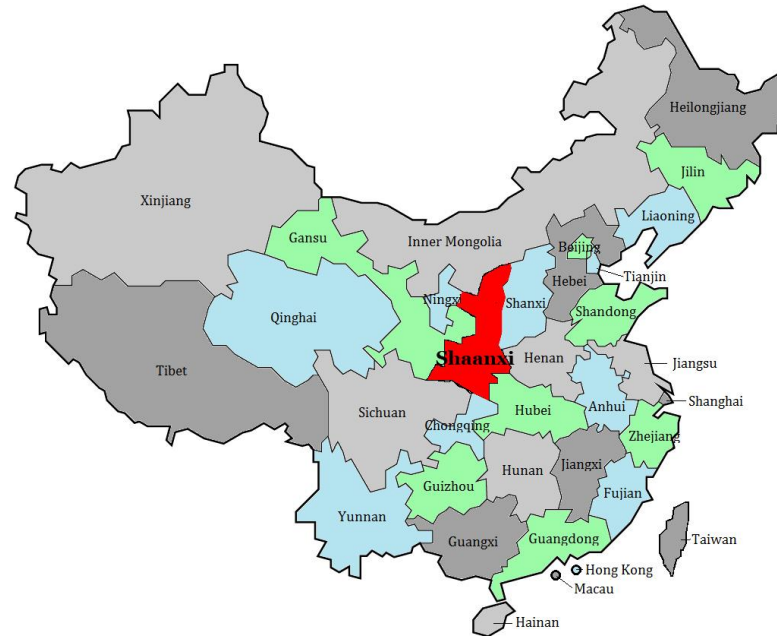 Heilongjiang
Jilin
Xinjiang
Liaoning
Inner Mongolia
Gansu
Beijing
Tianjin
Hebei
Ningxi
Shanxi
Shandong
Qinghai
Shaanxi
Henan
Jiangsu
Tibet
Shanghai
Sichuan
Hubei
Anhui
Chongqing
Zhejiang
Jiangxi
Hunan
Guizhou
Fujian
Yunnan
Guangxi
Guangdong
Taiwan
Hong Kong
Macau
Hainan